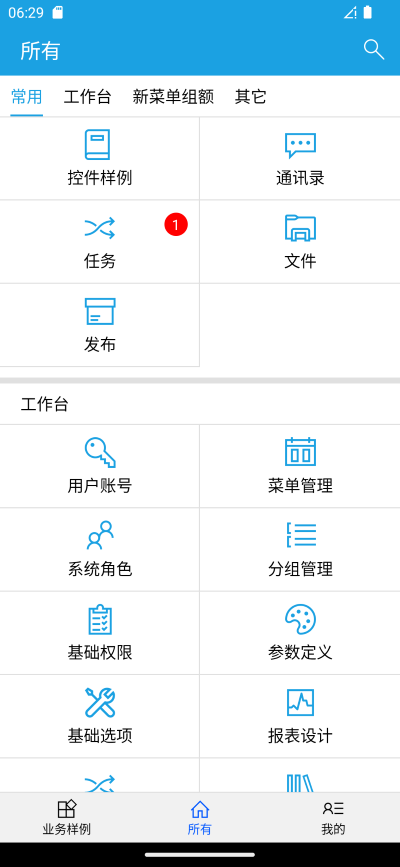 06:29
所有
常用 工作台 新菜单组额 其它
控件样例 通讯录
1
任务 文件
发布
工作台
用户账号 菜单管理
系统角色 分组管理
基础权限 参数定义
基础选项 报表设计
业务样例 所有 我的